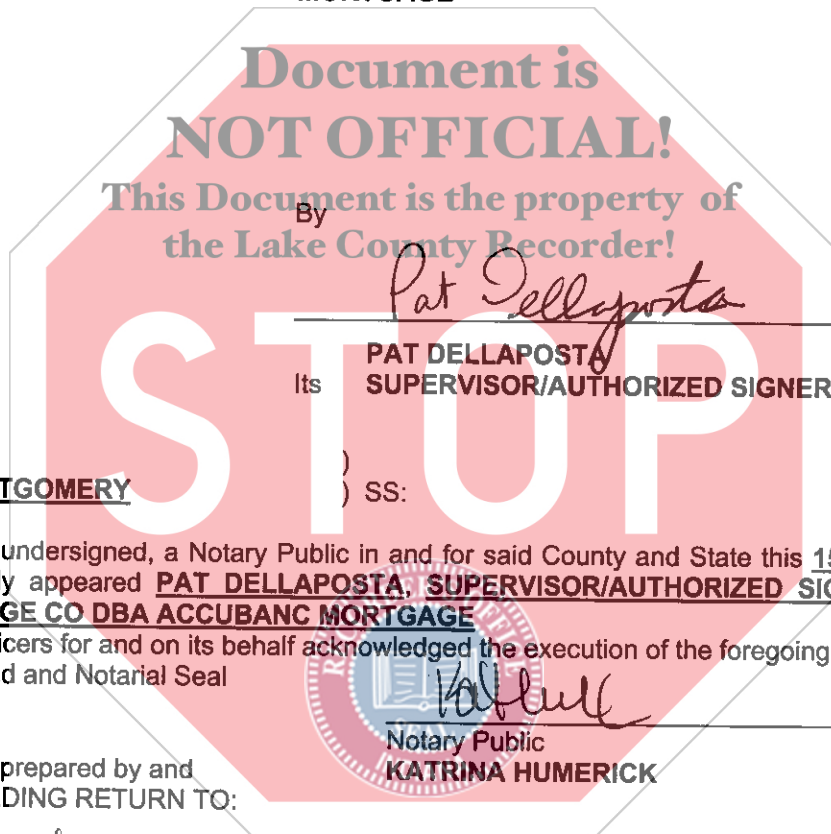 Document is
NOT OFFICIAL!
This Document is the property of
the Lake County Recorder!
By
Pat Dellaposta
PAT DELLAPOSTA
Its SUPERVISOR/AUTHORIZED SIGNER
STOP
)
TGOMERY ) SS:
undersigned, a Notary Public in and for said County and State this 15
ly appeared PAT DELLAPOSTA, SUPERVISOR/AUTHORIZED SIG
GE CO DBA ACCUBANC MORTGAGE
icers for and on its behalf acknowledged the execution of the foregoing
d and Notarial Seal
Notary Public
prepared by and KATRINA HUMERICK
DING RETURN TO: